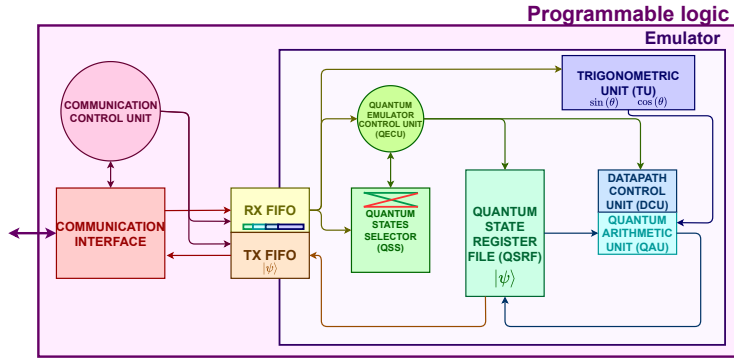 Programmable logic
Emulator
COMMUNICATION
CONTROL UNIT
QUANTUM
EMULATOR
CONTROL UNIT
(QECU)
TRIGONOMETRIC
UNIT (TU)
sin (θ) cos (θ)
COMMUNICATION
INTERFACE
RX FIFO
TX FIFO
|ψ⟩
QUANTUM
STATES
SELECTOR
(QSS)
QUANTUM
STATE
REGISTER
FILE (QSRF)
|ψ⟩
DATAPATH
CONTROL
UNIT (DCU)
QUANTUM
ARITHMETIC
UNIT (QAU)